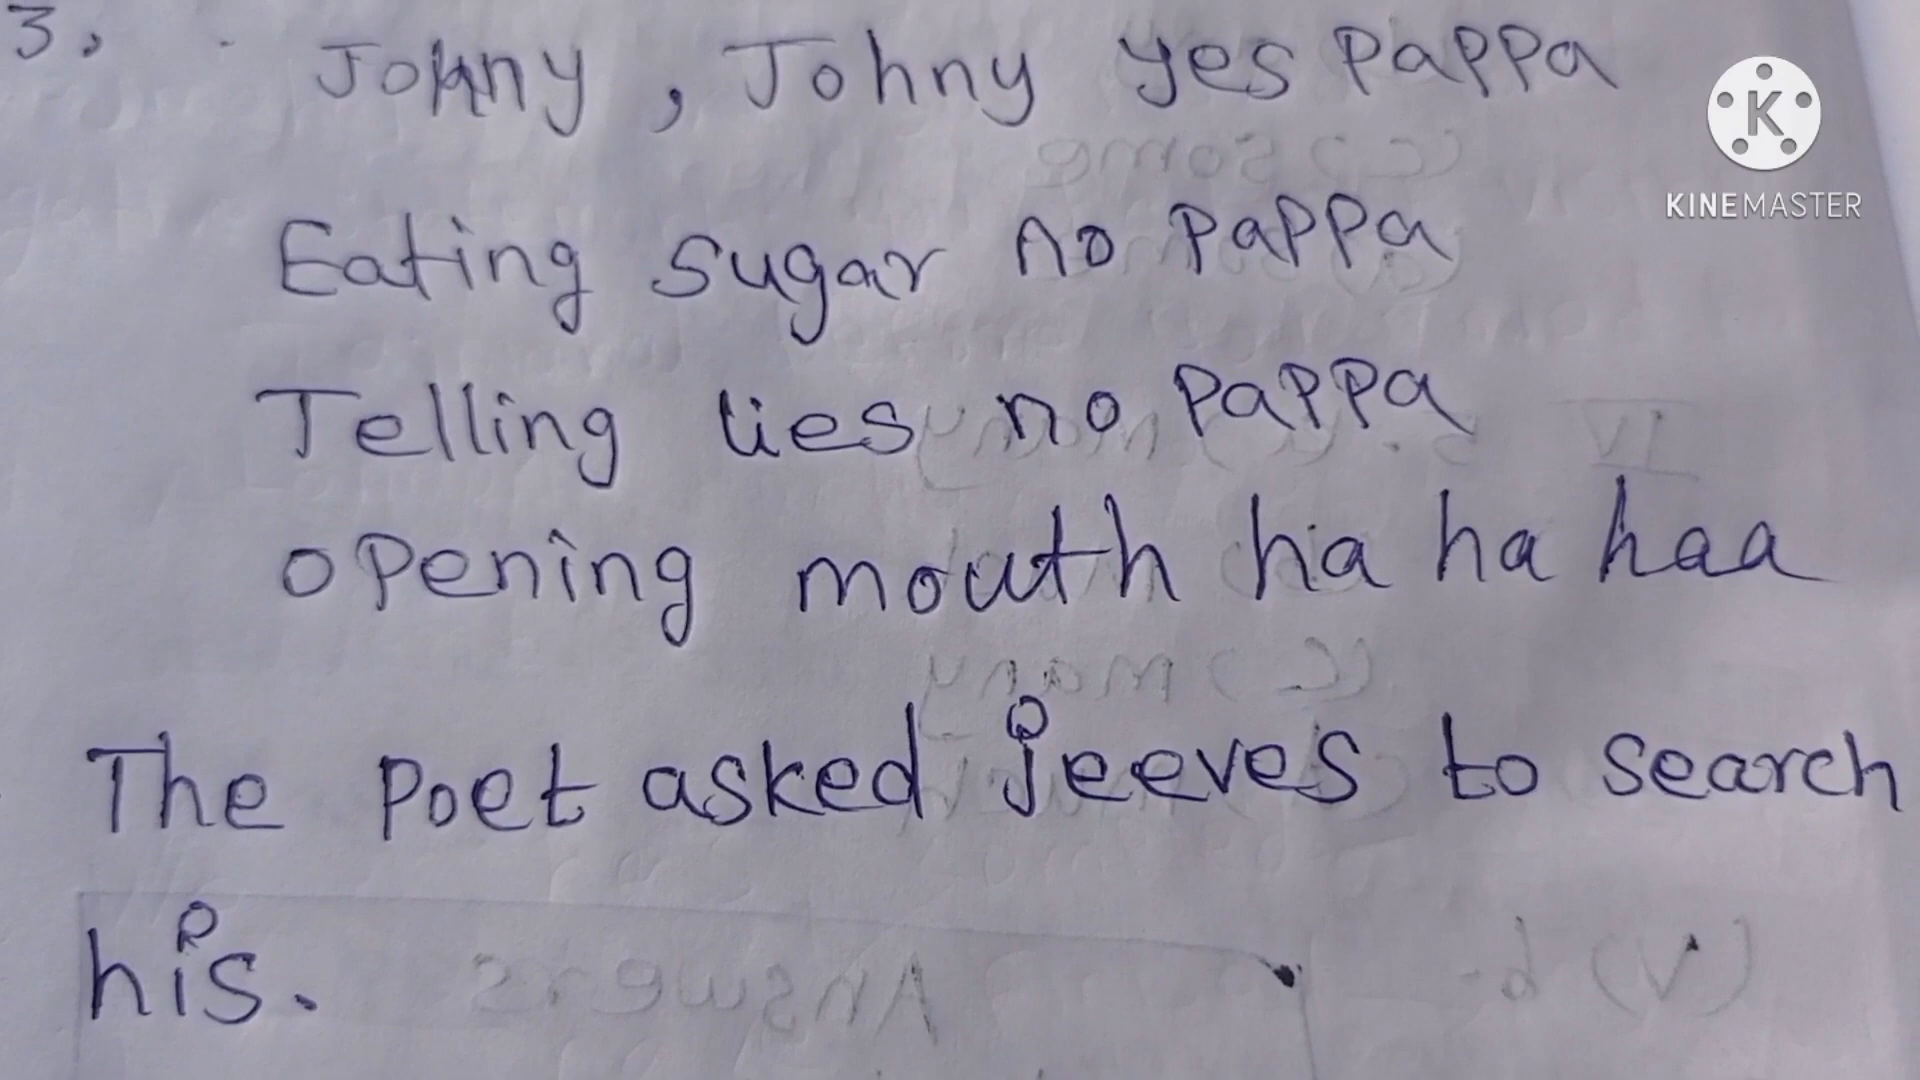 3.
Johny, Johny yes pappa
Eating sugar no pappa
Telling lies no pappa
opening mouth ha ha haa
The poet asked jeeves to search
his.
K
KINEMASTER